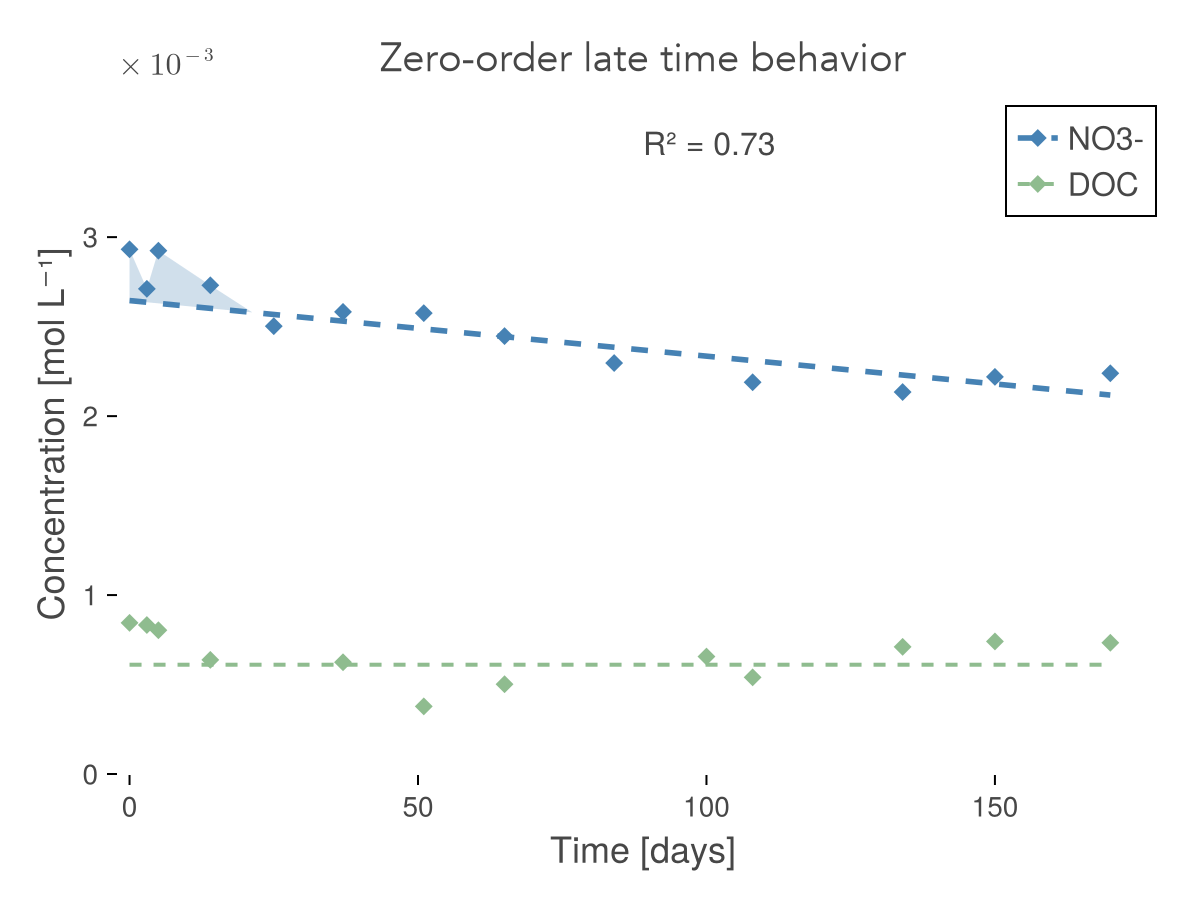 × 10⁻³
Zero-order late time behavior
R² = 0.73
NO3-
DOC
Concentration [mol L⁻¹]
3
2
1
0
0 50 100 150
Time [days]